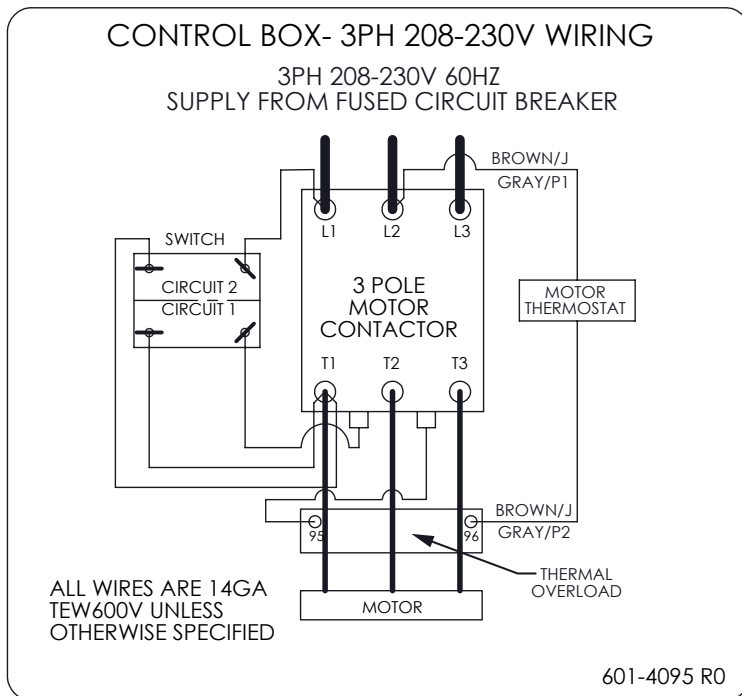 CONTROL BOX- 3PH 208-230V WIRING
3PH 208-230V 60HZ
SUPPLY FROM FUSED CIRCUIT BREAKER
BROWN/J
GRAY/P1
L1
L2
L3
SWITCH
CIRCUIT 2
CIRCUIT 1
3 POLE
MOTOR
CONTACTOR
MOTOR
THERMOSTAT
T1
T2
T3
BROWN/J
GRAY/P2
95
96
THERMAL
OVERLOAD
MOTOR
ALL WIRES ARE 14GA
TEW600V UNLESS
OTHERWISE SPECIFIED
601-4095 R0